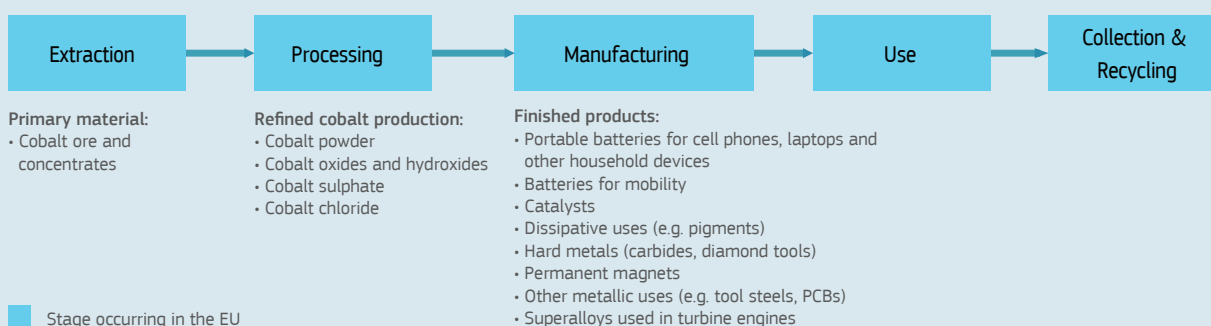 Extraction
Processing
Manufacturing
Use
Collection &
Recycling
Primary material:
• Cobalt ore and
concentrates
Refined cobalt production:
• Cobalt powder
• Cobalt oxides and hydroxides
• Cobalt sulphate
• Cobalt chloride
Finished products:
• Portable batteries for cell phones, laptops and
other household devices
• Batteries for mobility
• Catalysts
• Dissipative uses (e.g. pigments)
• Hard metals (carbides, diamond tools)
• Permanent magnets
• Other metallic uses (e.g. tool steels, PCBs)
• Superalloys used in turbine engines
Stage occurring in the EU